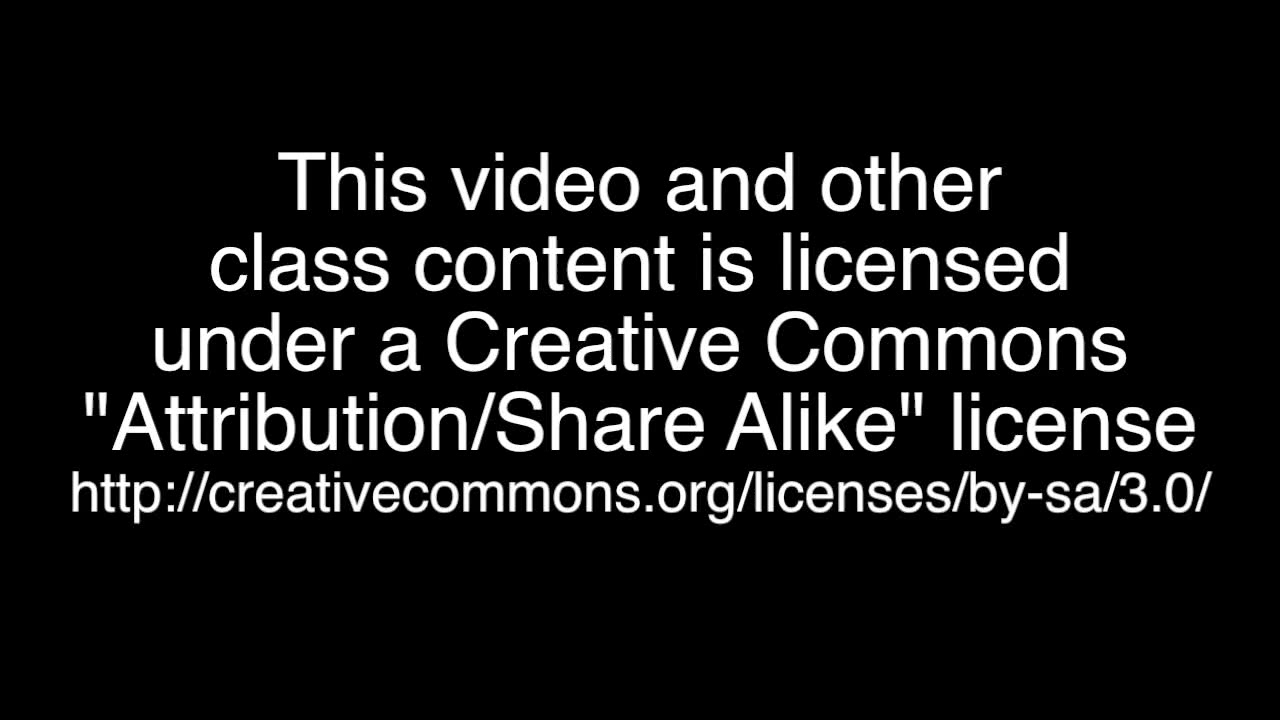 This video and other
class content is licensed
under a Creative Commons
"Attribution/Share Alike" license
http://creativecommons.org/licenses/by-sa/3.0/